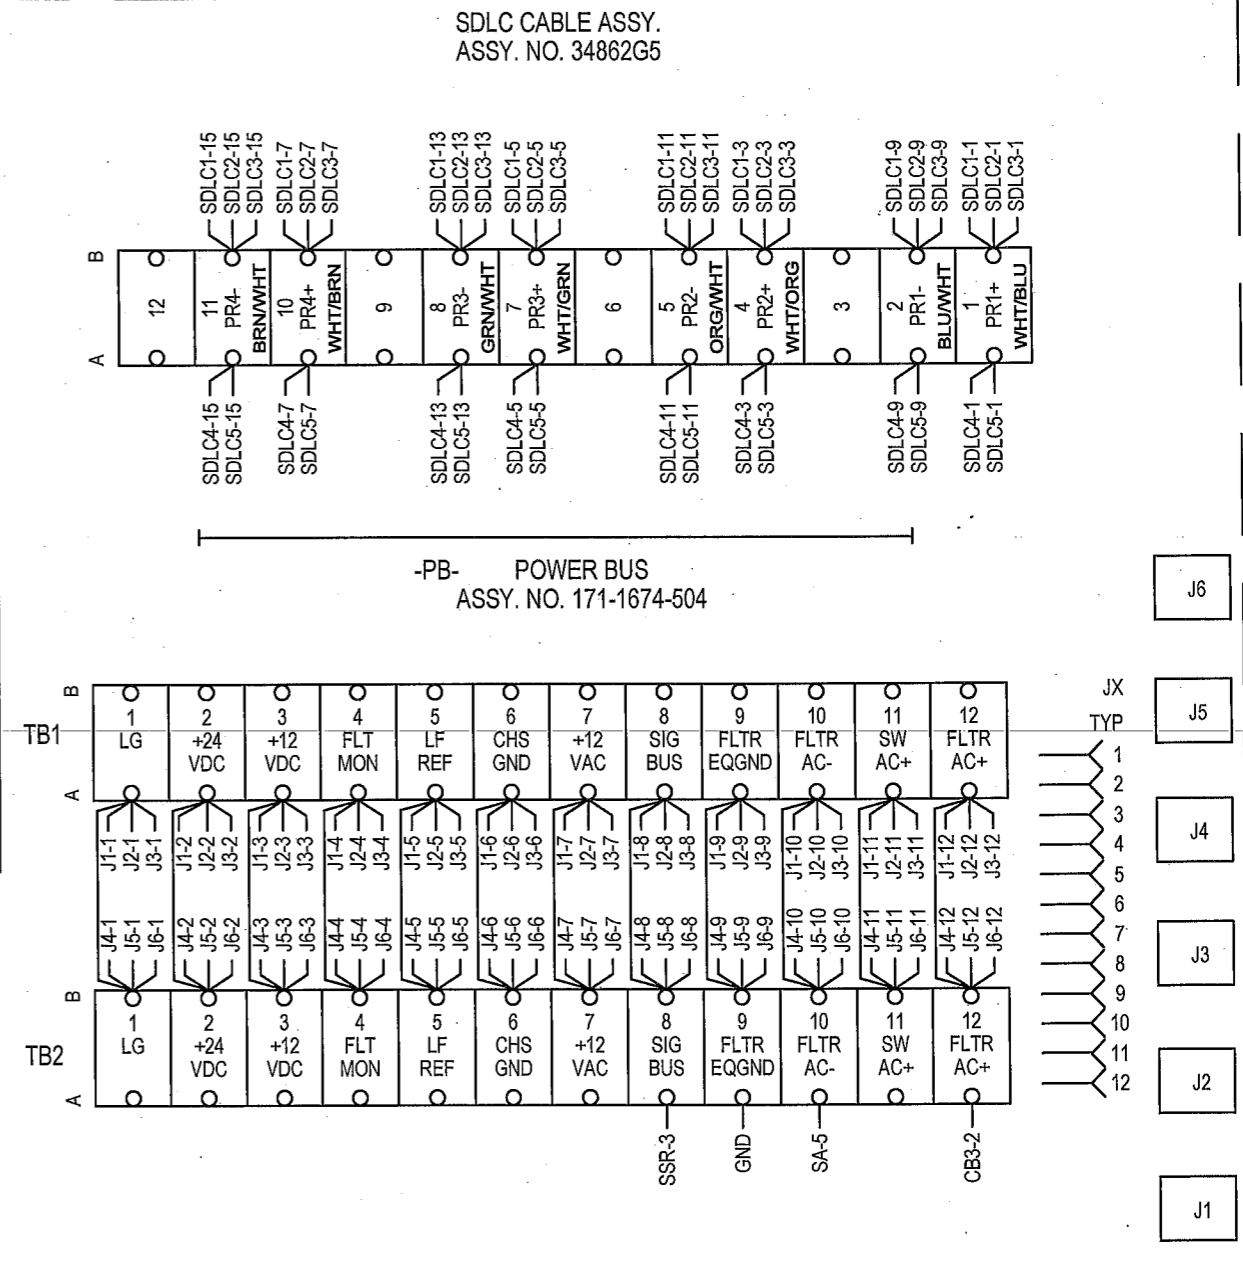 SDLC CABLE ASSY.
ASSY. NO. 34862G5
SDLC1-15 SDLC2-15 SDLC3-15 SDLC1-7 SDLC2-7 SDLC3-7 SDLC1-13 SDLC2-13 SDLC3-13 SDLC1-5 SDLC2-5 SDLC3-5 SDLC1-11 SDLC2-11 SDLC3-11 SDLC1-3 SDLC2-3 SDLC3-3 SDLC1-9 SDLC2-9 SDLC3-9 SDLC1-1 SDLC2-1 SDLC3-1
B
12 11 10 9 8 7 6 5 4 3 2 1
PR4- PR4+ PR3- PR3+ PR2- PR2+ PR1- PR1+
BRN/WHT WHT/BRN GRN/WHT WHT/GRN ORG/WHT WHT/ORG BLU/WHT WHT/BLU
A
SDLC4-15 SDLC5-15 SDLC4-7 SDLC5-7 SDLC4-13 SDLC5-13 SDLC4-5 SDLC5-5 SDLC4-11 SDLC5-11 SDLC4-3 SDLC5-3 SDLC4-9 SDLC5-9 SDLC4-1 SDLC5-1
-PB- POWER BUS
ASSY. NO. 171-1674-504
B
TB1
1 2 3 4 5 6 7 8 9 10 11 12
LG +24 +12 FLT LF CHS +12 SIG FLTR FLTR SW FLTR
VDC VDC MON REF GND VAC BUS EQGND AC- AC+ AC+
A
J1-1 J2-1 J3-1 J1-2 J2-2 J3-2 J1-3 J2-3 J3-3 J1-4 J2-4 J3-4 J1-5 J2-5 J3-5 J1-6 J2-6 J3-6 J1-7 J2-7 J3-7 J1-8 J2-8 J3-8 J1-9 J2-9 J3-9 J1-10 J2-10 J3-10 J1-11 J2-11 J3-11 J1-12 J2-12 J3-12
J4-1 J5-1 J6-1 J4-2 J5-2 J6-2 J4-3 J5-3 J6-3 J4-4 J5-4 J6-4 J4-5 J5-5 J6-5 J4-6 J5-6 J6-6 J4-7 J5-7 J6-7 J4-8 J5-8 J6-8 J4-9 J5-9 J6-9 J4-10 J5-10 J6-10 J4-11 J5-11 J6-11 J4-12 J5-12 J6-12
B
TB2
1 2 3 4 5 6 7 8 9 10 11 12
LG +24 +12 FLT LF CHS +12 SIG FLTR FLTR SW FLTR
VDC VDC MON REF GND VAC BUS EQGND AC- AC+ AC+
A
SSR-3 GND SA-5 CB3-2
JX
TYP
1
2
3
4
5
6
7
8
9
10
11
12
J6
J5
J4
J3
J2
J1